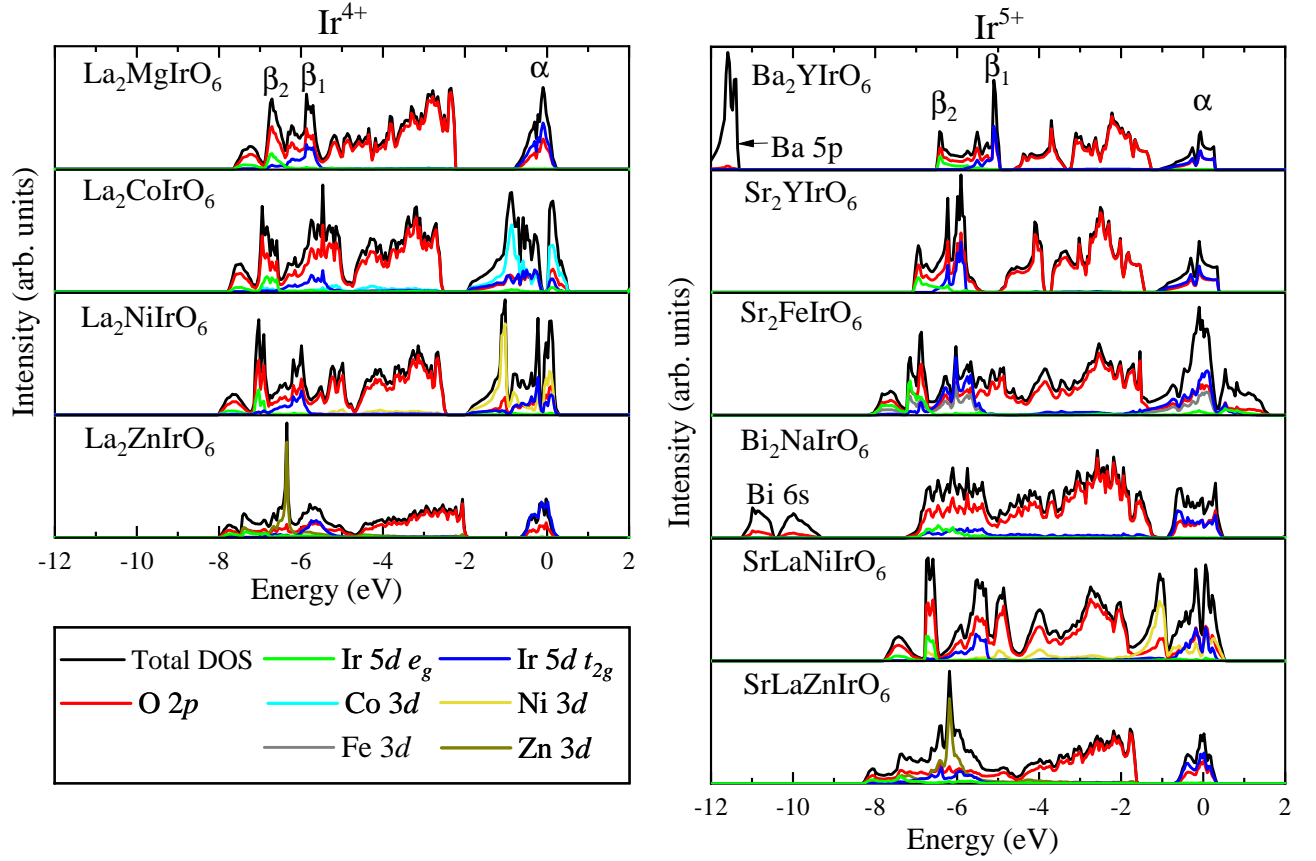 Ir⁴⁺
La₂MgIrO₆
β₂
β₁
α
La₂CoIrO₆
La₂NiIrO₆
La₂ZnIrO₆
Intensity (arb. units)
-12 -10 -8 -6 -4 -2 0 2
Energy (eV)
Total DOS
Ir 5d e_g
Ir 5d t₂g
O 2p
Co 3d
Ni 3d
Fe 3d
Zn 3d
Ir⁵⁺
Ba₂YIrO₆
β₂
β₁
α
Ba 5p
Sr₂YIrO₆
Sr₂FeIrO₆
Bi₂NaIrO₆
Bi 6s
SrLaNiIrO₆
SrLaZnIrO₆
Intensity (arb. units)
-12 -10 -8 -6 -4 -2 0 2
Energy (eV)